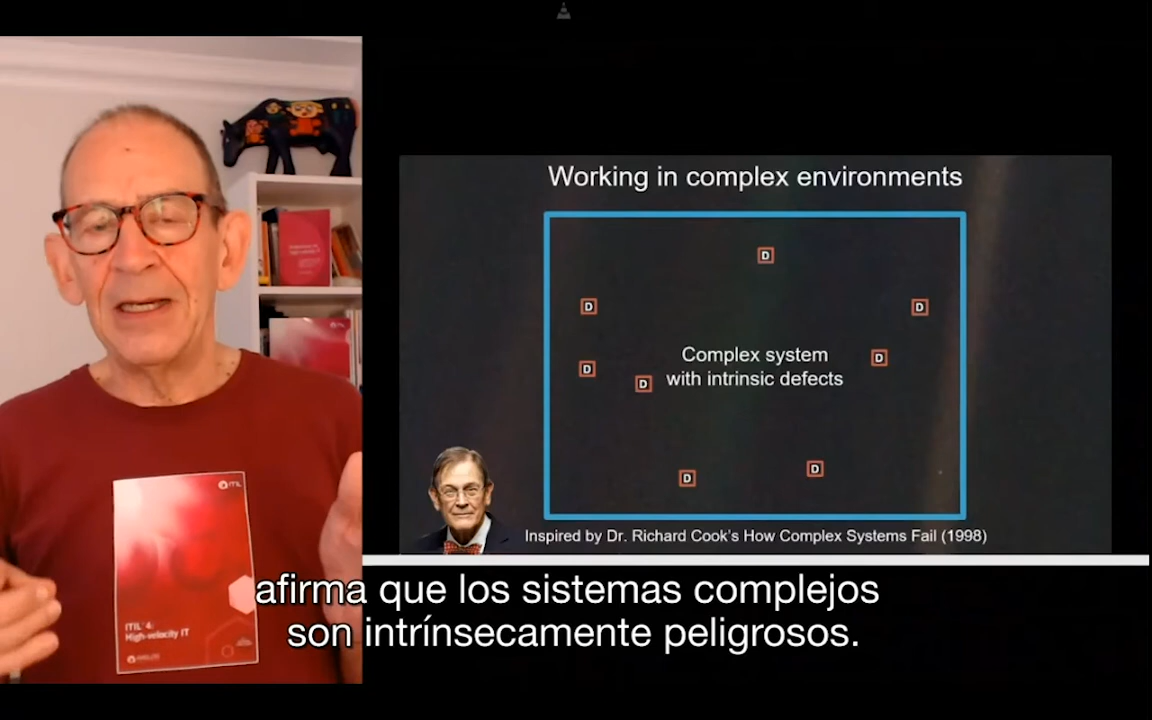 Working in complex environments
D
D
D
Complex system
with intrinsic defects
D
D
D
D
D
Inspired by Dr. Richard Cook's How Complex Systems Fail (1998)
ITIL
ITIL 4:
High-velocity IT
afirma que los sistemas complejos
son intrínsecamente peligrosos.